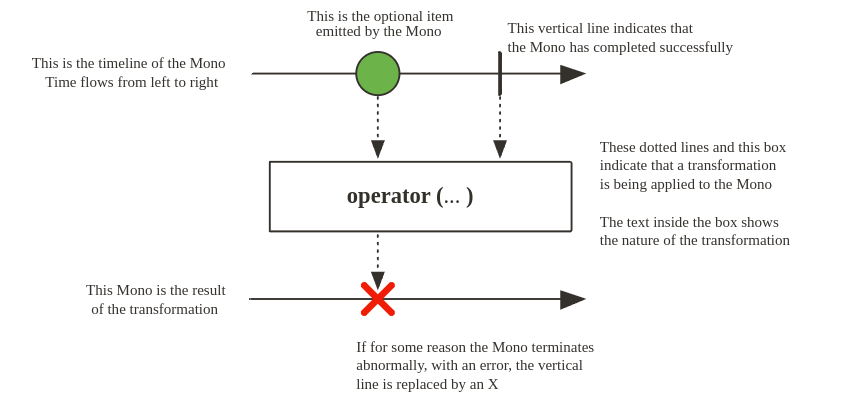 This is the optional item
emitted by the Mono
This vertical line indicates that
the Mono has completed successfully
This is the timeline of the Mono
Time flows from left to right
These dotted lines and this box
indicate that a transformation
is being applied to the Mono
operator (... )
The text inside the box shows
the nature of the transformation
This Mono is the result
of the transformation
If for some reason the Mono terminates
abnormally, with an error, the vertical
line is replaced by an X